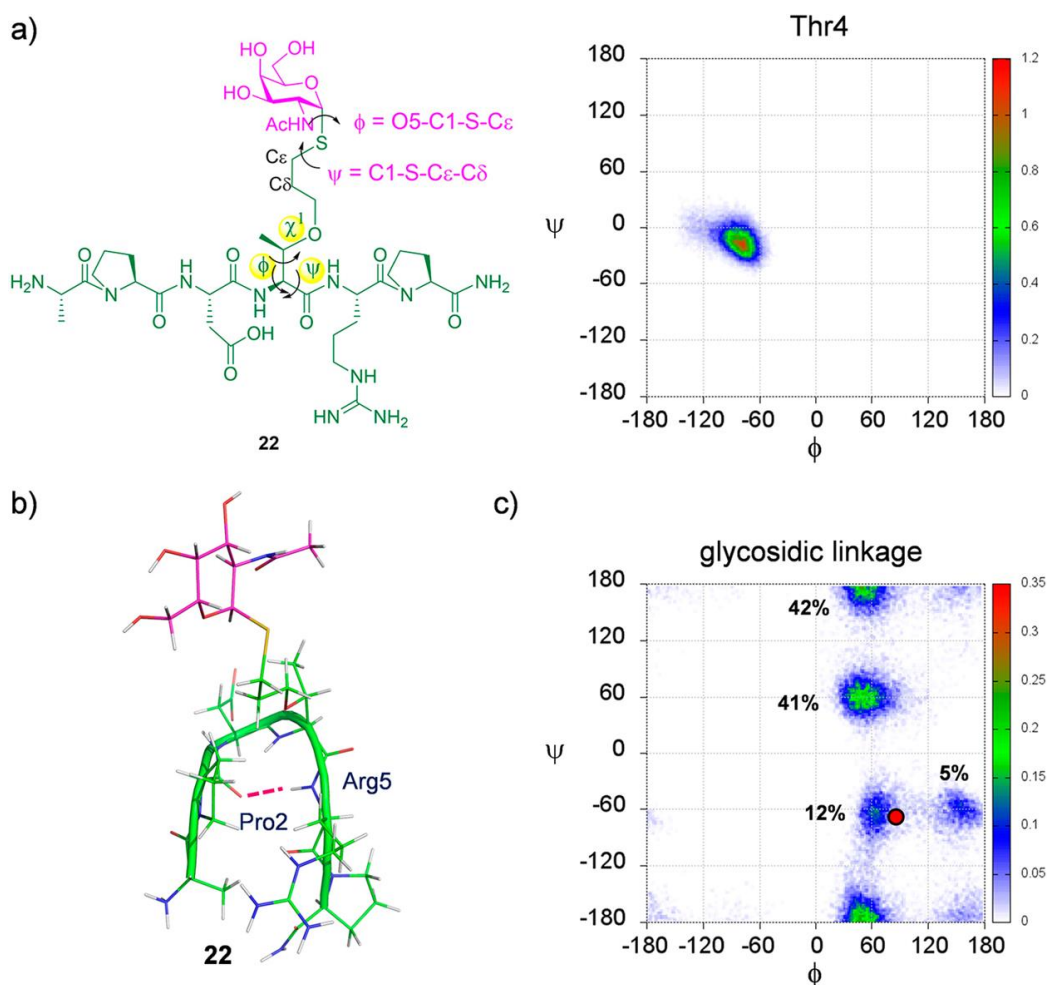 a)
HO
OH
HO
AcHN
ϕ = O5-C1-S-Cε
S
Cε
ψ = C1-S-Cε-Cδ
Cδ
χ1
O
ϕ
ψ
O
H
N
O
H
N
O
H2N
N
N
H
N
NH2
O
O
O
O
OH
O
NH
HN
NH2
22
Thr4
180
120
60
0
-60
-120
-180
ψ
-180 -120 -60 0 60 120 180
ϕ
1.2
1
0.8
0.6
0.4
0.2
0
b)
Arg5
Pro2
22
c)
glycosidic linkage
180
120
60
0
-60
-120
-180
ψ
42%
41%
5%
12%
-180 -120 -60 0 60 120 180
ϕ
0.35
0.3
0.25
0.2
0.15
0.1
0.05
0